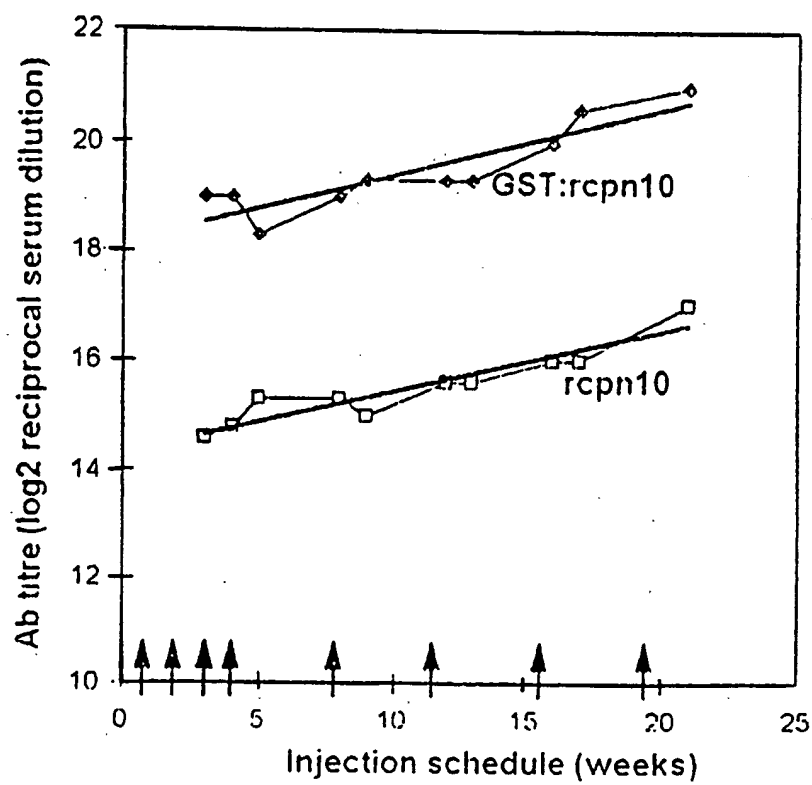 Ab titre (log2 reciprocal serum dilution)
22
20
18
16
14
12
10
GST:rcpn10
rcpn10
0 5 10 15 20 25
Injection schedule (weeks)